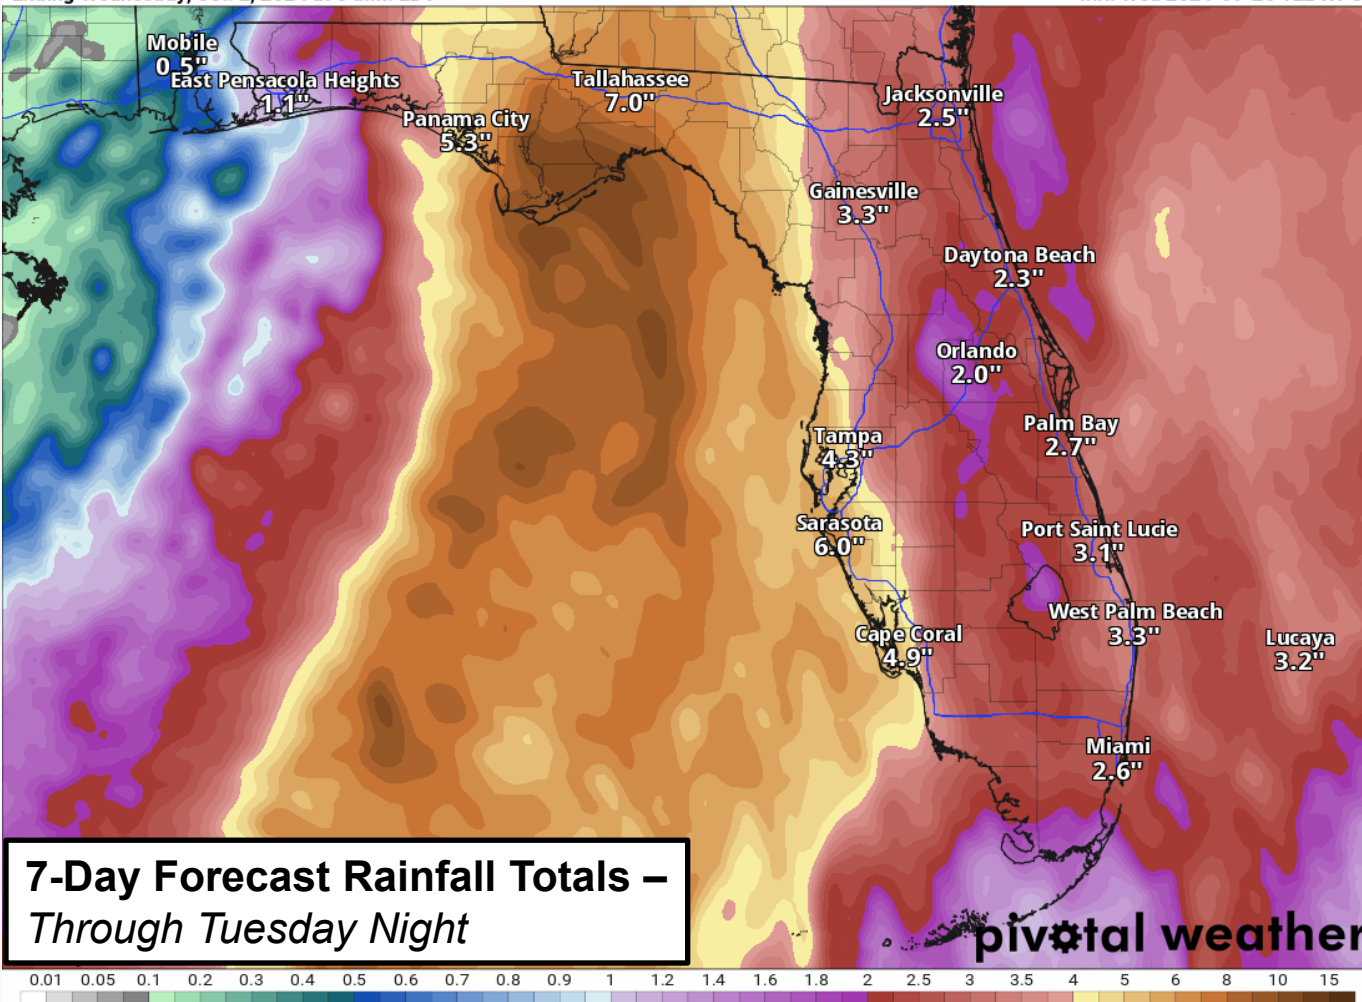 Mobile
0.5"
East Pensacola Heights
1.1"
Tallahassee
7.0"
Jacksonville
2.5"
Panama City
5.3"
Gainesville
3.3"
Daytona Beach
2.3"
Orlando
2.0"
Palm Bay
2.7"
Tampa
4.3"
Sarasota
6.0"
Port Saint Lucie
3.1"
West Palm Beach
3.3"
Cape Coral
4.9"
Lucaya
3.2"
Miami
2.6"
7-Day Forecast Rainfall Totals –
Through Tuesday Night
pivotal weather
0.01 0.05 0.1 0.2 0.3 0.4 0.5 0.6 0.7 0.8 0.9 1 1.2 1.4 1.6 1.8 2 2.5 3 3.5 4 5 6 8 10 15